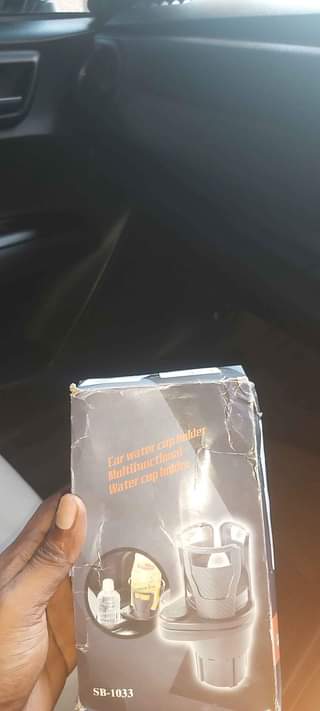 Car water cup holder
Multifunctional
Water cup holder
SB-1033